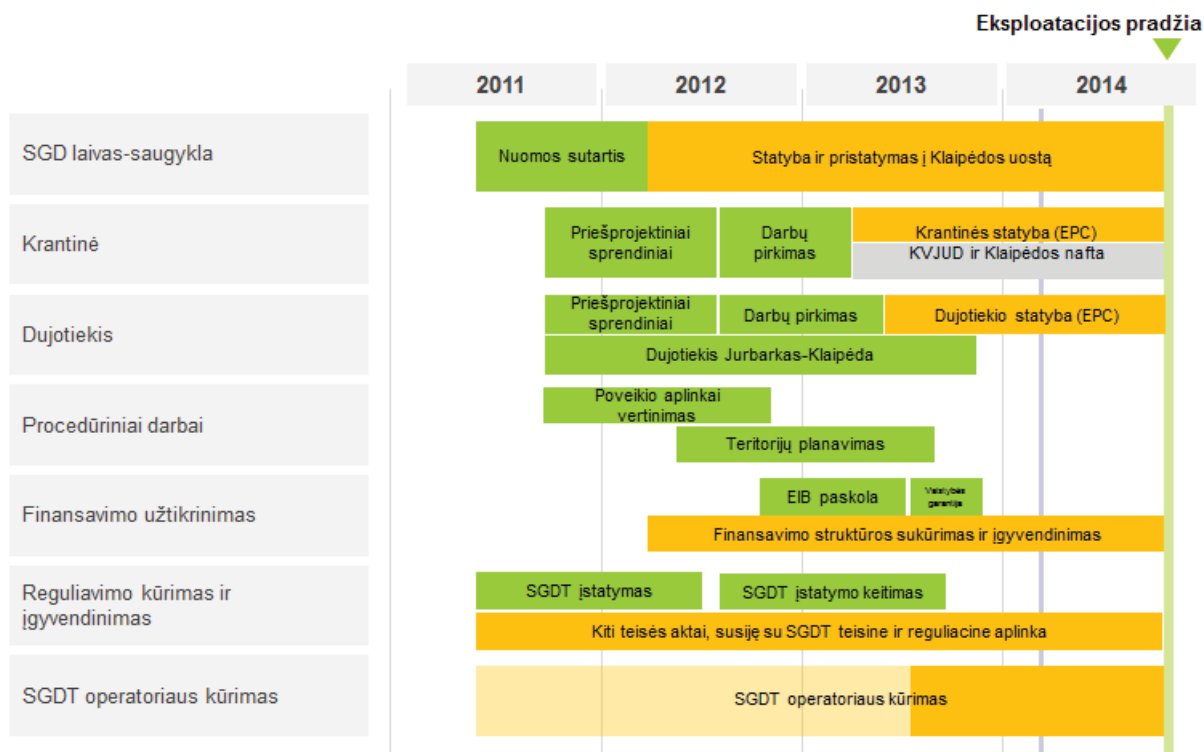 Eksploatacijos pradžia
2011
2012
2013
2014
SGD laivas-saugykla
Nuomos sutartis
Statyba ir pristatymas į Klaipėdos uostą
Krantinė
Priešprojektiniai
sprendiniai
Darbų
pirkimas
Krantinės statyba (EPC)
KVJUD ir Klaipėdos nafta
Dujotiekis
Priešprojektiniai
sprendiniai
Darbų pirkimas
Dujotiekio statyba (EPC)
Dujotiekis Jurbarkas-Klaipėda
Procedūriniai darbai
Poveikio aplinkai
vertinimas
Teritorijų planavimas
Finansavimo užtikrinimas
EIB paskola
Valstybės
garantija
Finansavimo struktūros sukūrimas ir įgyvendinimas
Reguliavimo kūrimas ir
įgyvendinimas
SGDT įstatymas
SGDT įstatymo keitimas
Kiti teisės aktai, susiję su SGDT teisine ir reguliacine aplinka
SGDT operatoriaus kūrimas
SGDT operatoriaus kūrimas